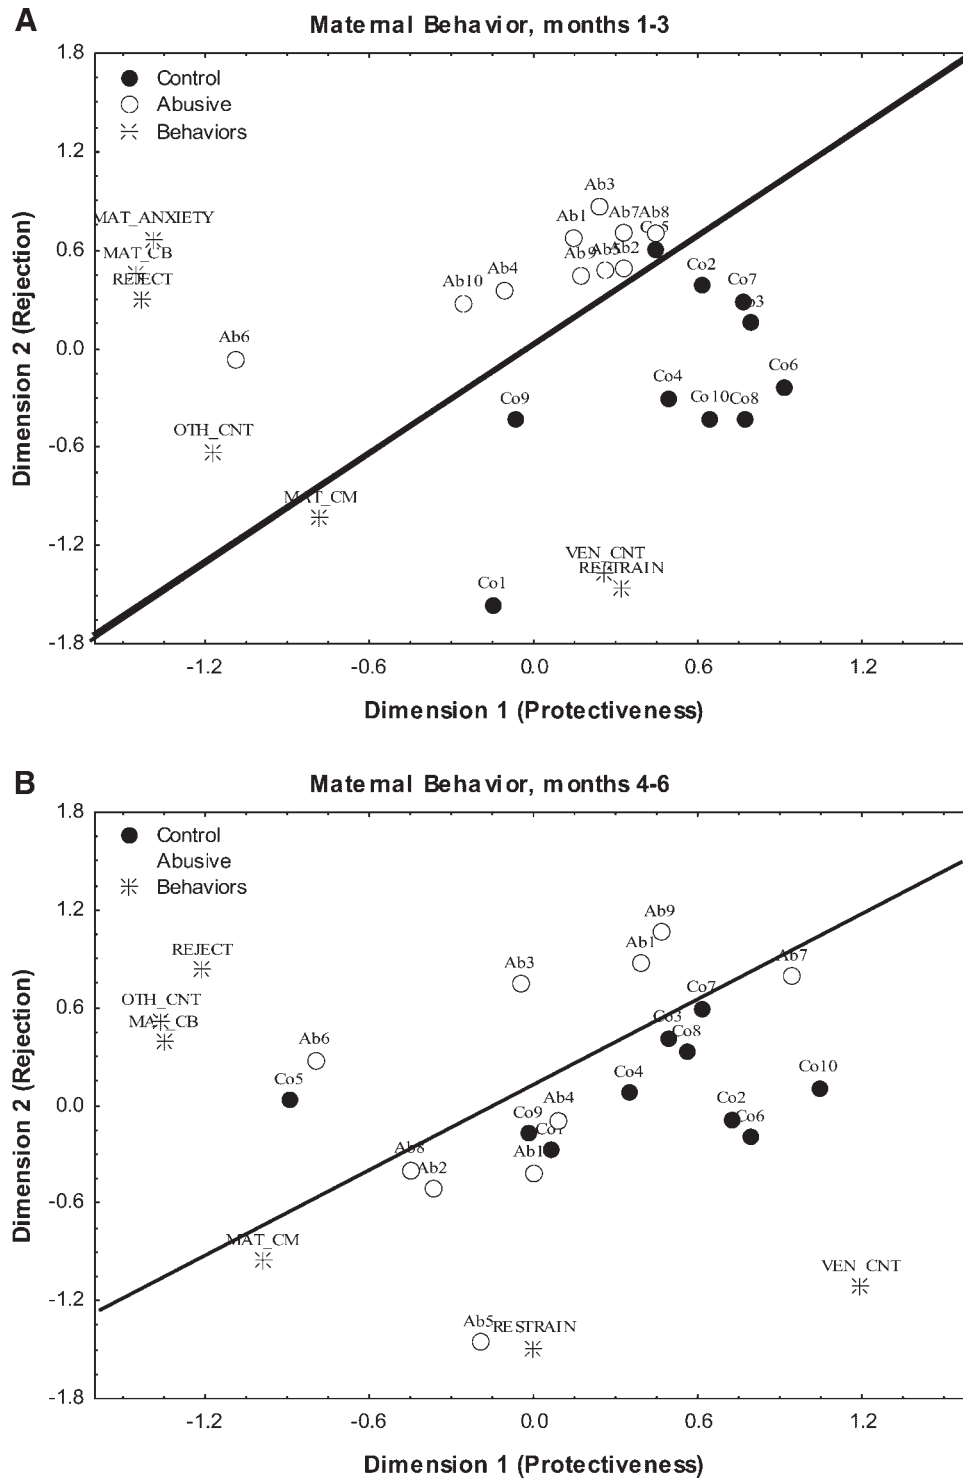 A
Maternal Behavior, months 1-3
1.8
Control
Abusive
Behaviors
1.2
Ab3
MAT_ANXIETY
Ab1
Ab7
Ab8
0.6
MAT_CB
Ab9
Ab5
Ab2
REJECT
Ab10
Ab4
Co2
Co7
0.0
Ab6
Co4
Co6
Co9
Co10
Co8
OTH_CNT
-0.6
MAT_CM
-1.2
VEN_CNT
RESTRAIN
Co1
-1.8
-1.2 -0.6 0.0 0.6 1.2
Dimension 1 (Protectiveness)
Dimension 2 (Rejection)
B
Maternal Behavior, months 4-6
1.8
Control
Abusive
Behaviors
1.2
Ab9
REJECT
Ab3
Ab1
Ab7
OTH_CNT
0.6
MAT_CB
Co7
Co3
Co8
Ab6
Co5
Co4
Co10
0.0
Co9
Ab4
Co2
Co6
Ab8
Ab2
Ab1
-0.6
MAT_CM
VEN_CNT
-1.2
Ab5
RESTRAIN
-1.8
-1.2 -0.6 0.0 0.6 1.2
Dimension 1 (Protectiveness)
Dimension 2 (Rejection)